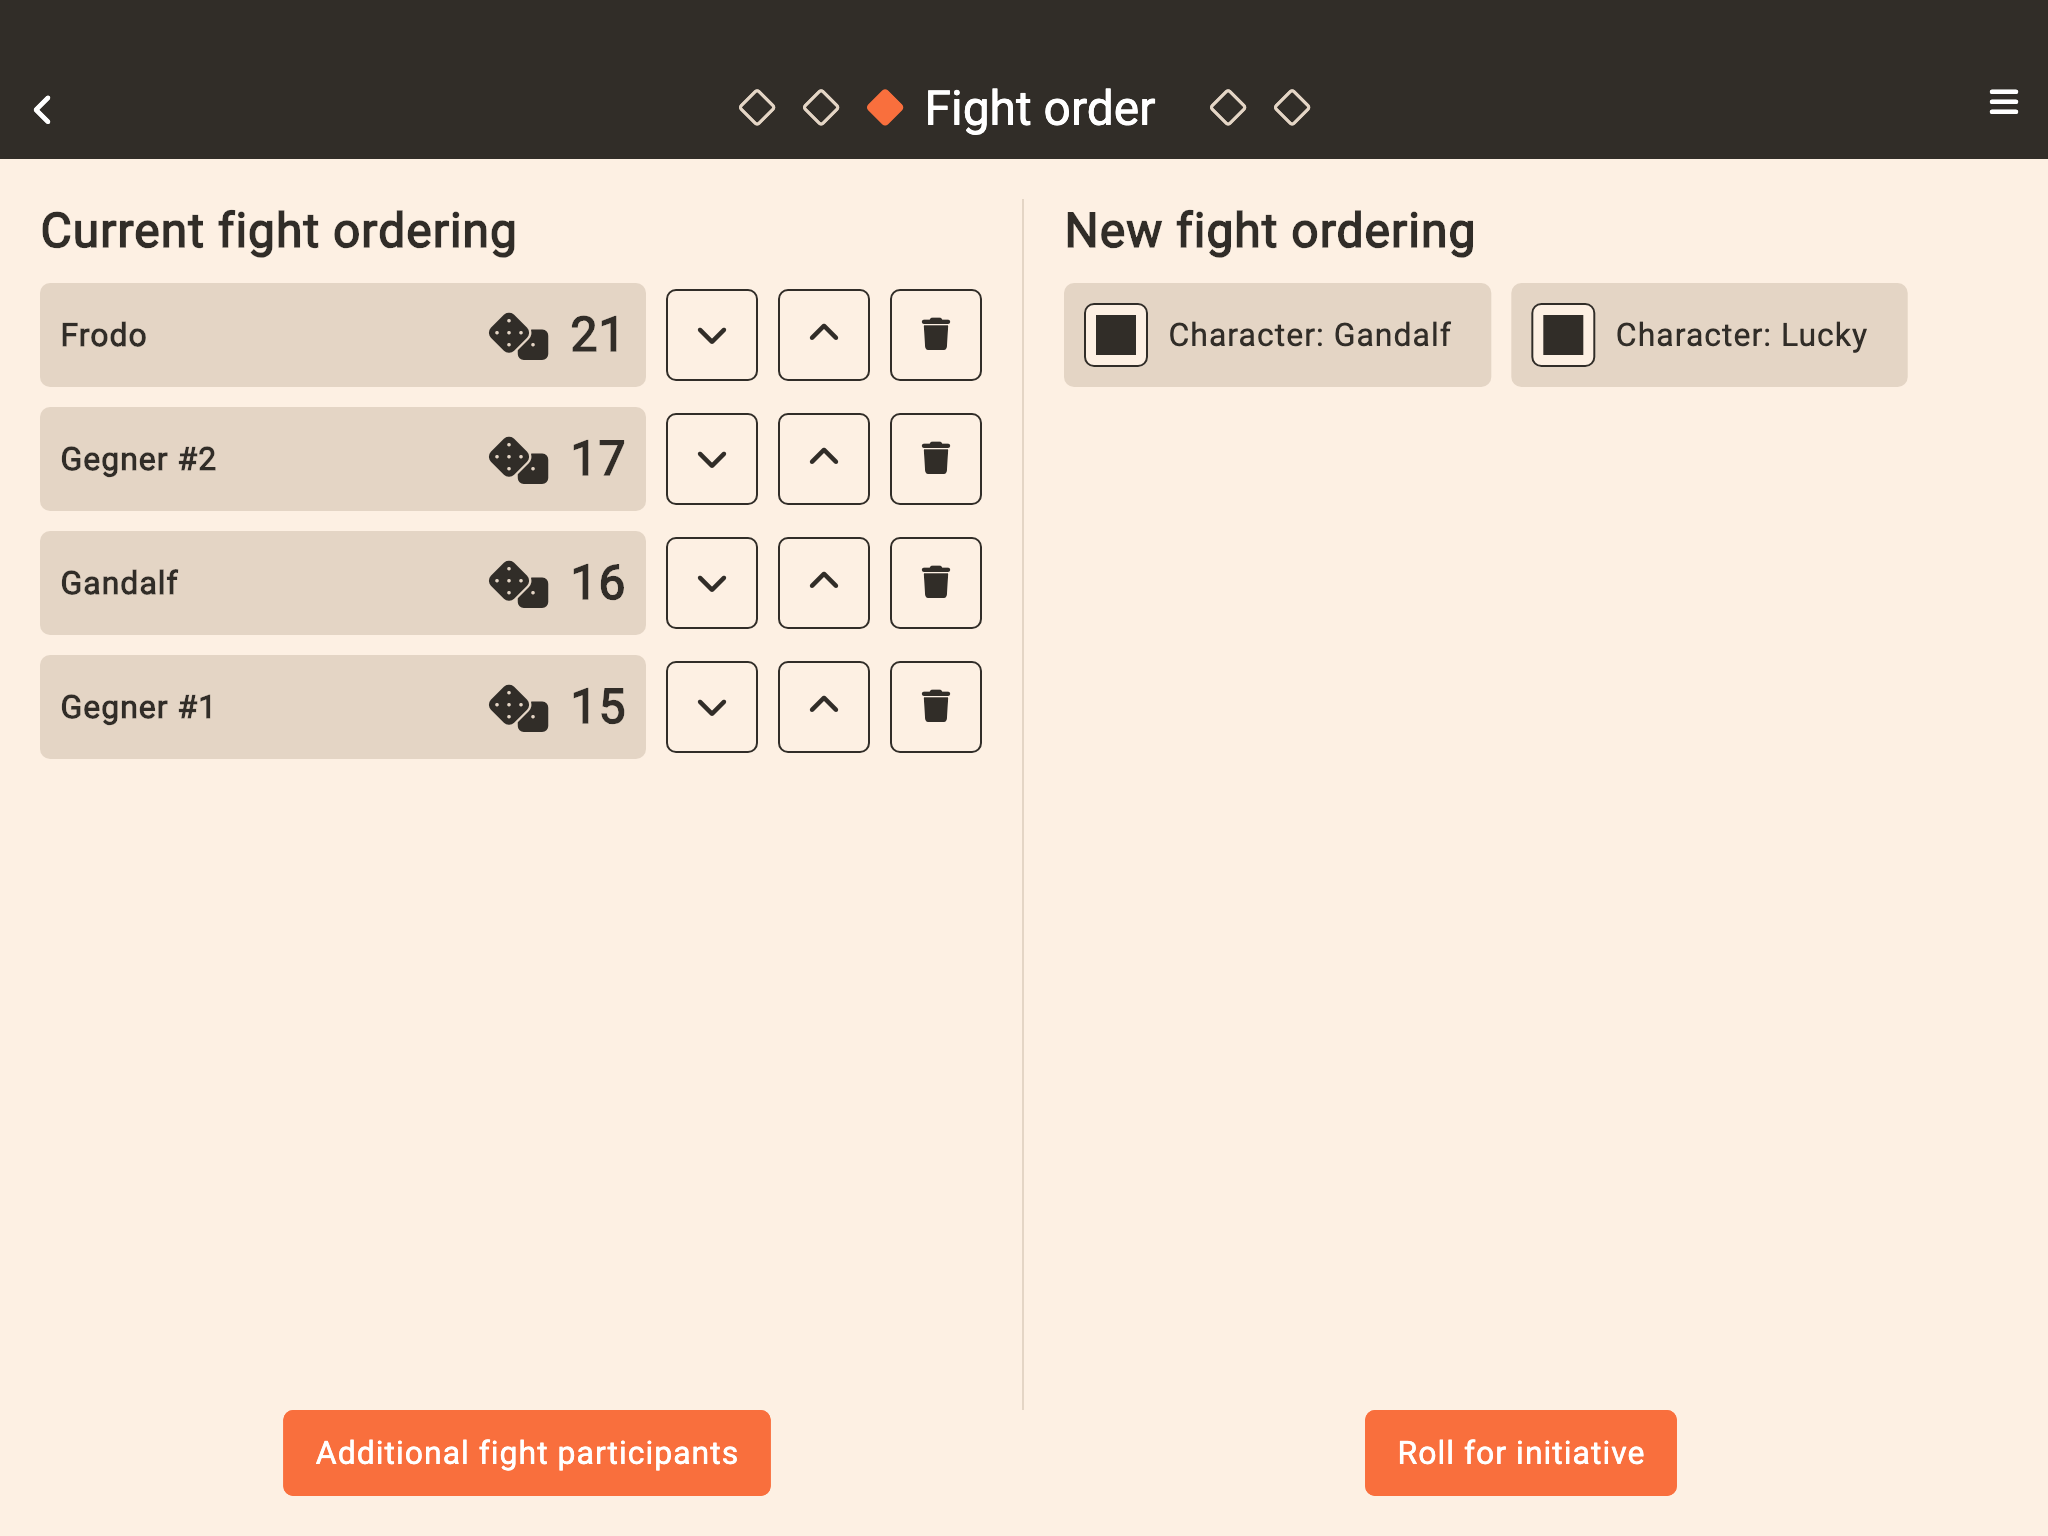 Fight order
Current fight ordering
Frodo 21
Gegner #2 17
Gandalf 16
Gegner #1 15
Additional fight participants
New fight ordering
Character: Gandalf
Character: Lucky
Roll for initiative